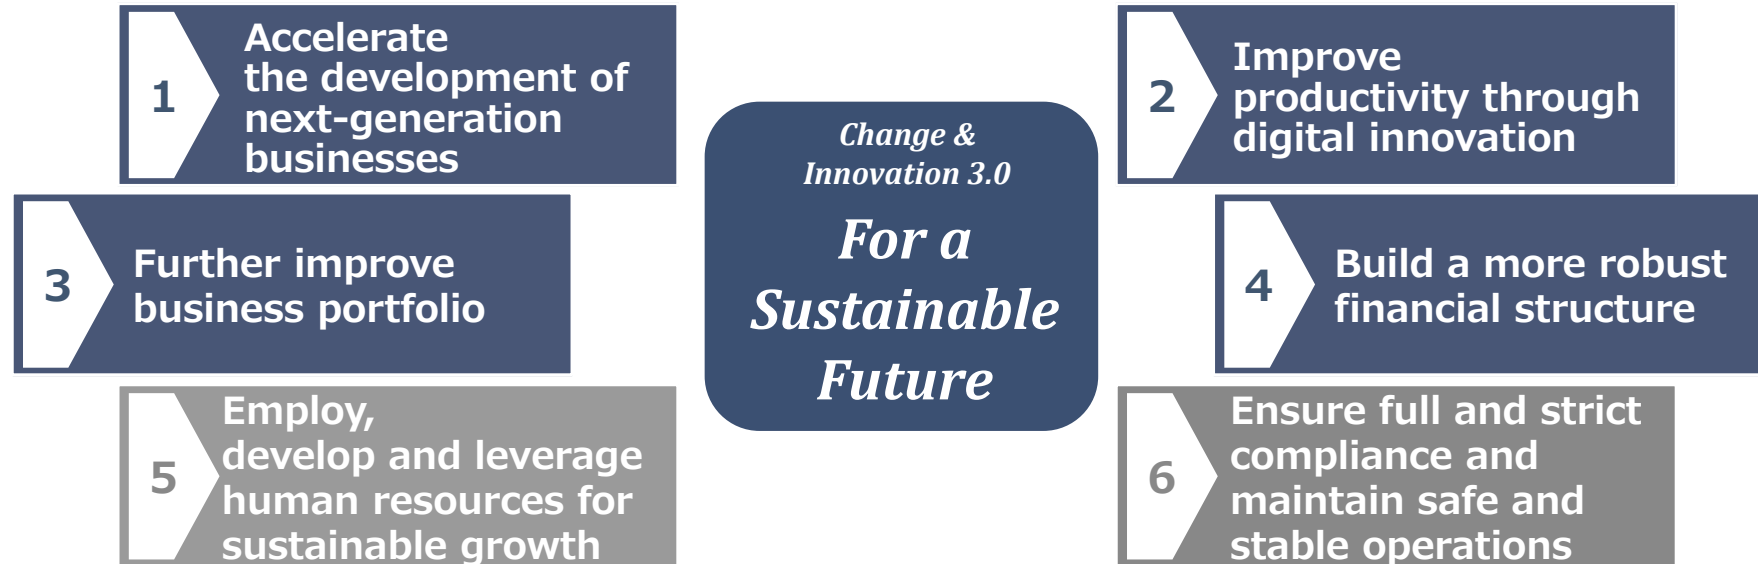 1
Accelerate
the development of
next-generation
businesses
2
Improve
productivity through
digital innovation
Change &
Innovation 3.0
For a
Sustainable
Future
3
Further improve
business portfolio
4
Build a more robust
financial structure
5
Employ,
develop and leverage
human resources for
sustainable growth
6
Ensure full and strict
compliance and
maintain safe and
stable operations